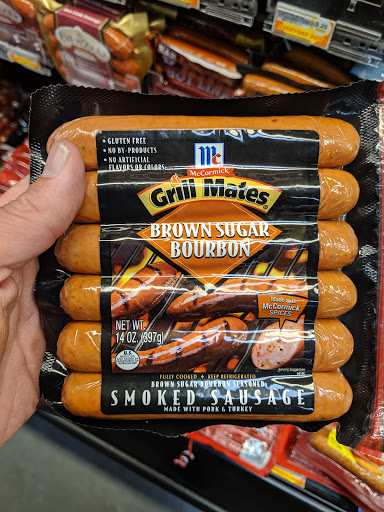 • GLUTEN FREE
• NO BY-PRODUCTS
• NO ARTIFICIAL
FLAVORS OR COLORS
Mc
McCormick
Grill Mates
BROWN SUGAR
BOURBON
Made with
McCormick
SPICES
NET WT.
14 OZ. (397g)
FULLY COOKED • KEEP REFRIGERATED
BROWN SUGAR BOURBON SEASONED
SMOKED SAUSAGE
MADE WITH PORK & TURKEY